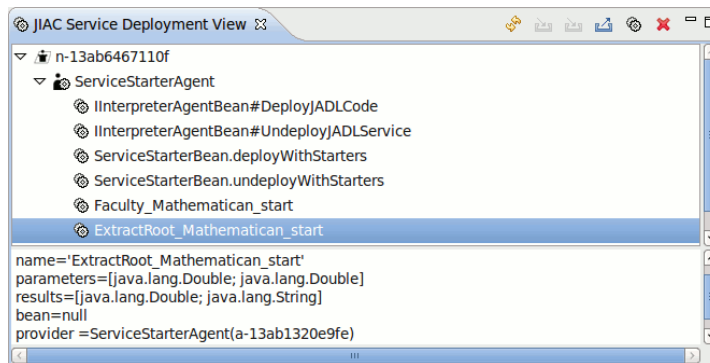 JIAC Service Deployment View
n-13ab6467110f
ServiceStarterAgent
IInterpreterAgentBean#DeployJADLCode
IInterpreterAgentBean#UndeployJADLService
ServiceStarterBean.deployWithStarters
ServiceStarterBean.undeployWithStarters
Faculty_Mathematican_start
ExtractRoot_Mathematican_start
name='ExtractRoot_Mathematican_start'
parameters=[java.lang.Double; java.lang.Double]
results=[java.lang.Double; java.lang.String]
bean=null
provider =ServiceStarterAgent(a-13ab1320e9fe)